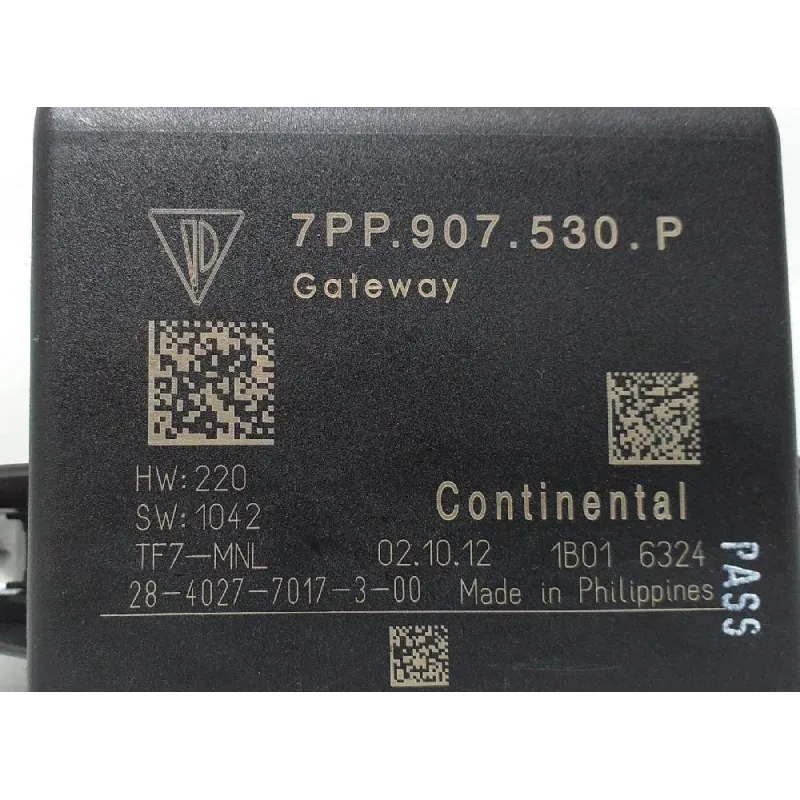 7PP.907.530.P
Gateway
HW: 220
SW: 1042
Continental
TF7-MNL 02.10.12 1B01 6324
28-4027-7017-3-00 Made in Philippines
PASS